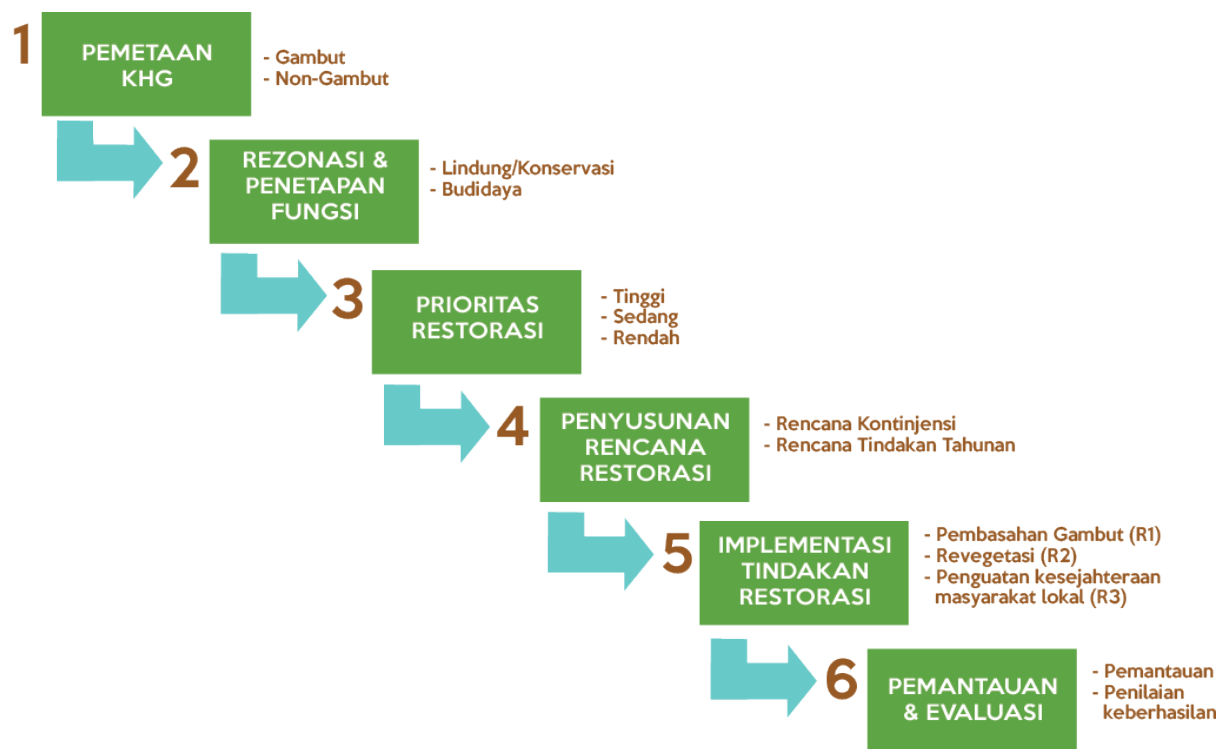 1
PEMETAAN
KHG
- Gambut
- Non-Gambut
2
REZONASI &
PENETAPAN
FUNGSI
- Lindung/Konservasi
- Budidaya
3
PRIORITAS
RESTORASI
- Tinggi
- Sedang
- Rendah
4
PENYUSUNAN
RENCANA
RESTORASI
- Rencana Kontinjensi
- Rencana Tindakan Tahunan
5
IMPLEMENTASI
TINDAKAN
RESTORASI
- Pembasahan Gambut (R1)
- Revegetasi (R2)
- Penguatan kesejahteraan
masyarakat lokal (R3)
6
PEMANTAUAN
& EVALUASI
- Pemantauan
- Penilaian
keberhasilan